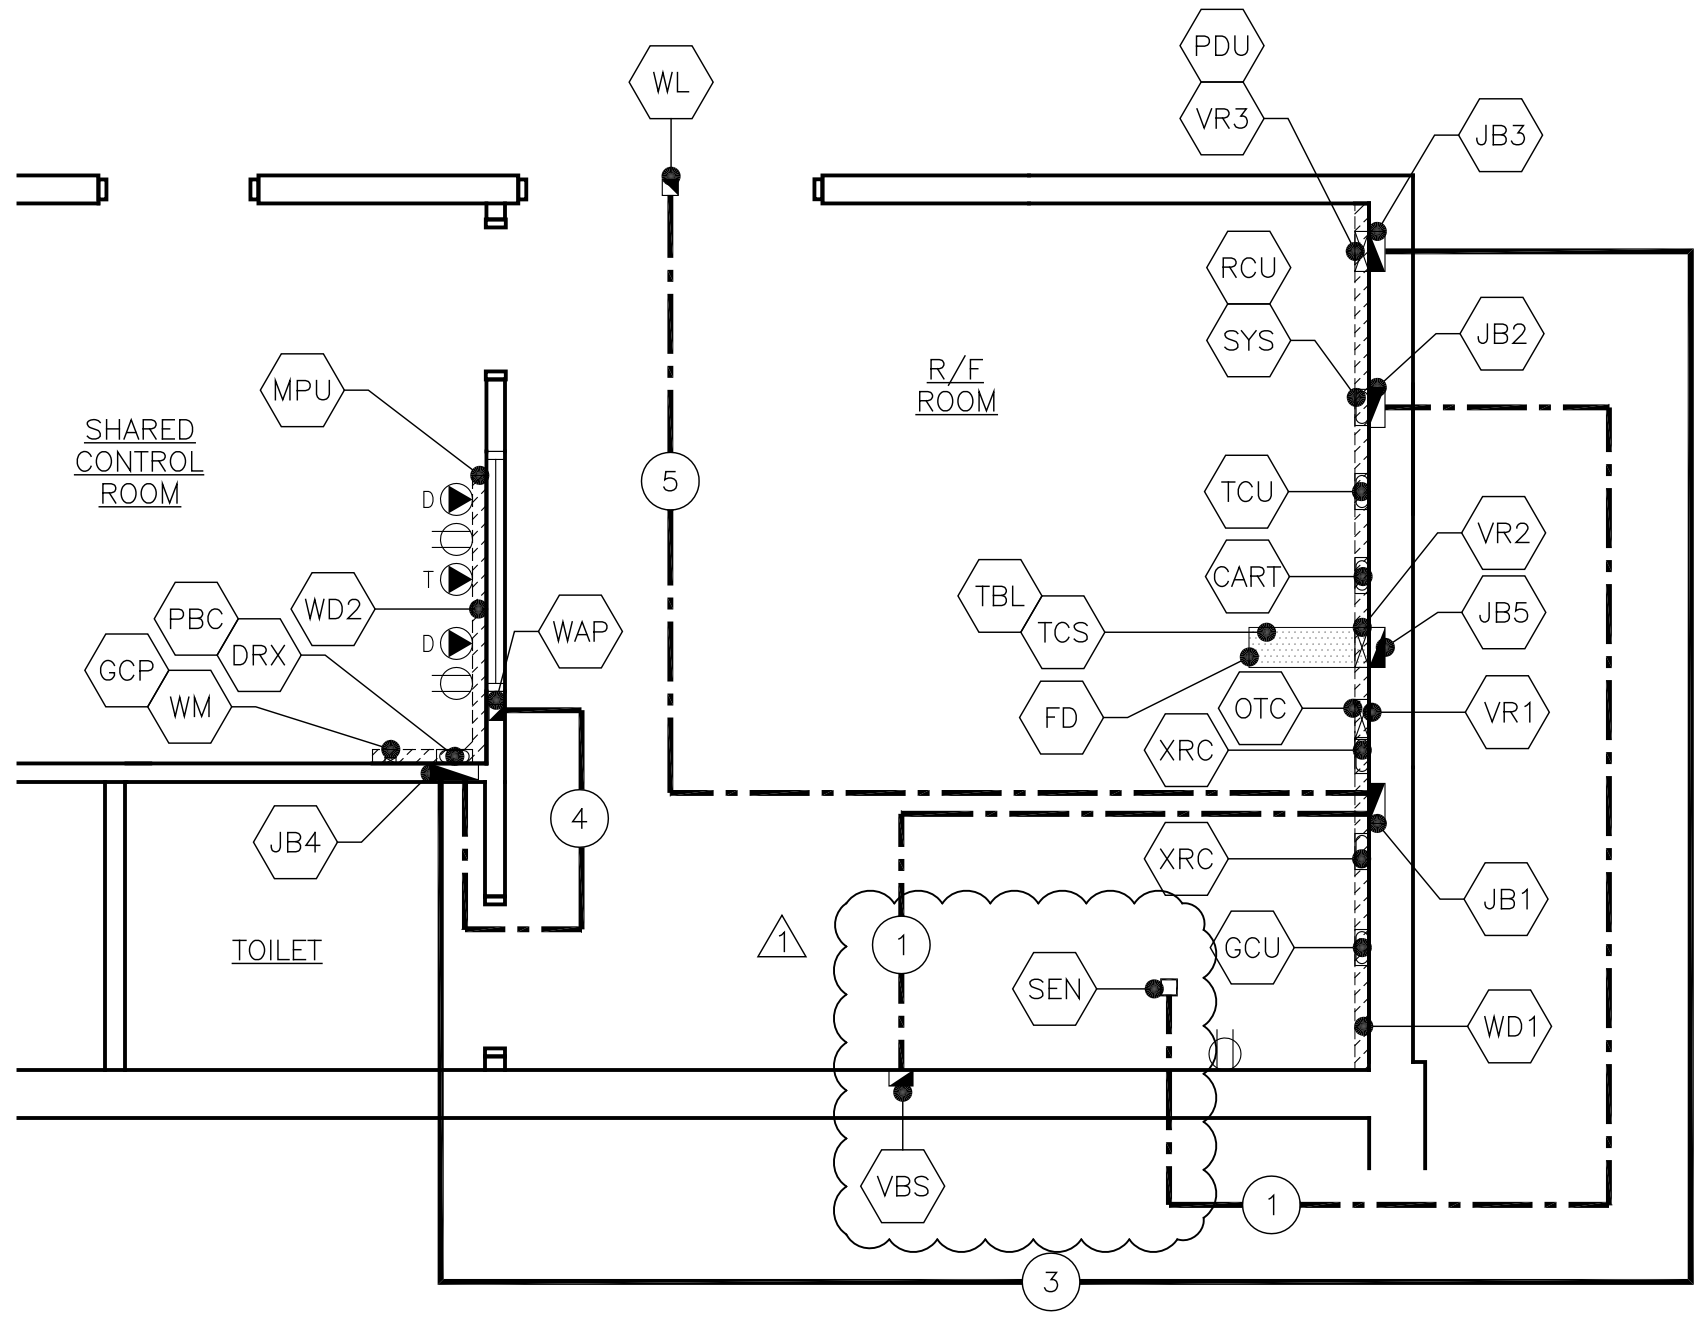 PDU
WL
VR3
JB3
RCU
SYS
JB2
R/F
ROOM
MPU
SHARED
CONTROL
ROOM
5
TCU
D
VR2
CART
T
TBL
JB5
PBC
WD2
WAP
TCS
D
DRX
GCP
WM
OTC
FD
VR1
XRC
4
JB4
XRC
JB1
1
1
TOILET
GCU
SEN
WD1
VBS
1
3